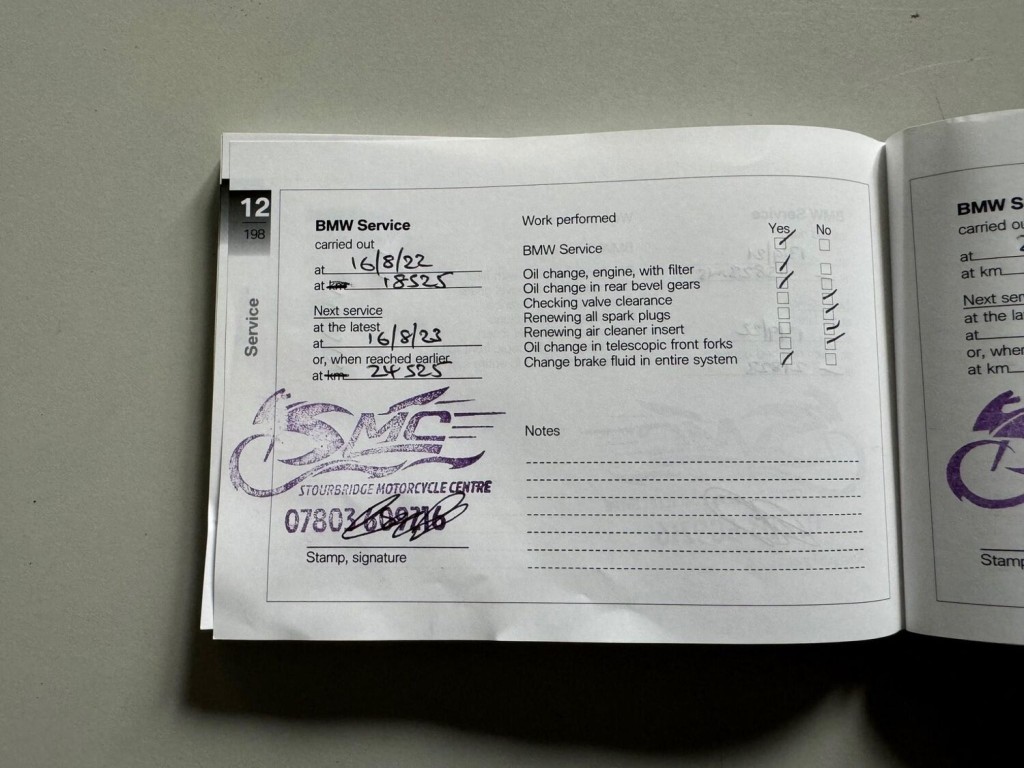 12
198
Service
BMW Service
carried out
at 16/8/22
at km 18525
Next service
at the latest
at 16/8/23
or, when reached earlier
at km 24525
SMC
STOURBRIDGE MOTORCYCLE CENTRE
07803
Stamp, signature
Work performed
Yes No
BMW Service
Oil change, engine, with filter
Oil change in rear bevel gears
Checking valve clearance
Renewing all spark plugs
Renewing air cleaner insert
Oil change in telescopic front forks
Change brake fluid in entire system
Notes
BMW S
carried ou
at
at km
Next ser
at the la
at
or, when
at km
Stamp